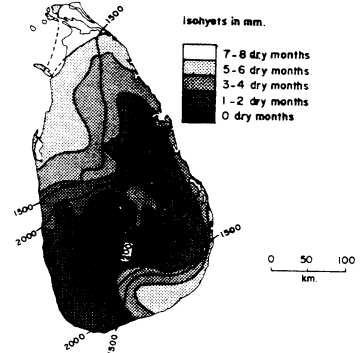 1500
Isohyets in mm.
7-8 dry months
5-6 dry months
3-4 dry months
1-2 dry months
0 dry months
1500
2000
1500
0 50 100
km.
2000
1500